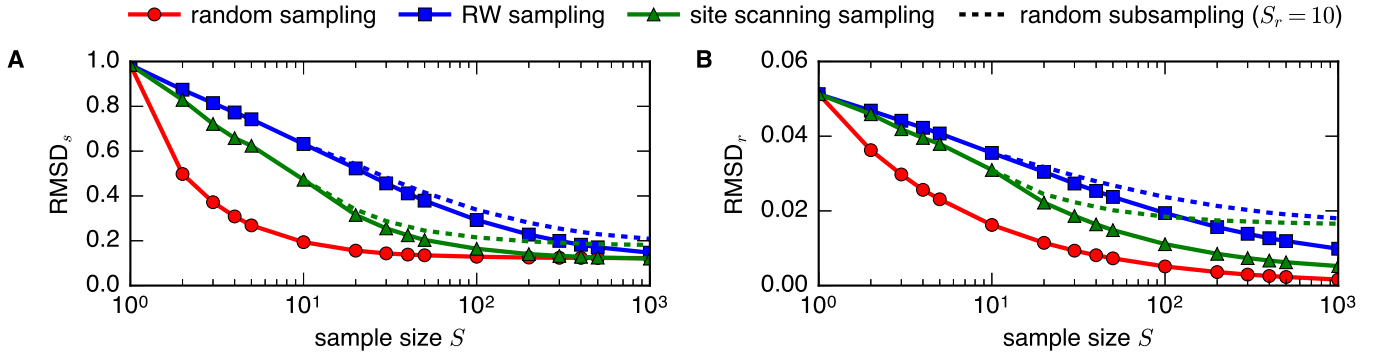 random sampling RW sampling site scanning sampling random subsampling (S_r = 10)
A
1.0
0.8
0.6
0.4
0.2
0.0
RMSD_s
10^0 10^1 10^2 10^3
sample size S
B
0.06
0.04
0.02
0.00
RMSD_r
10^0 10^1 10^2 10^3
sample size S